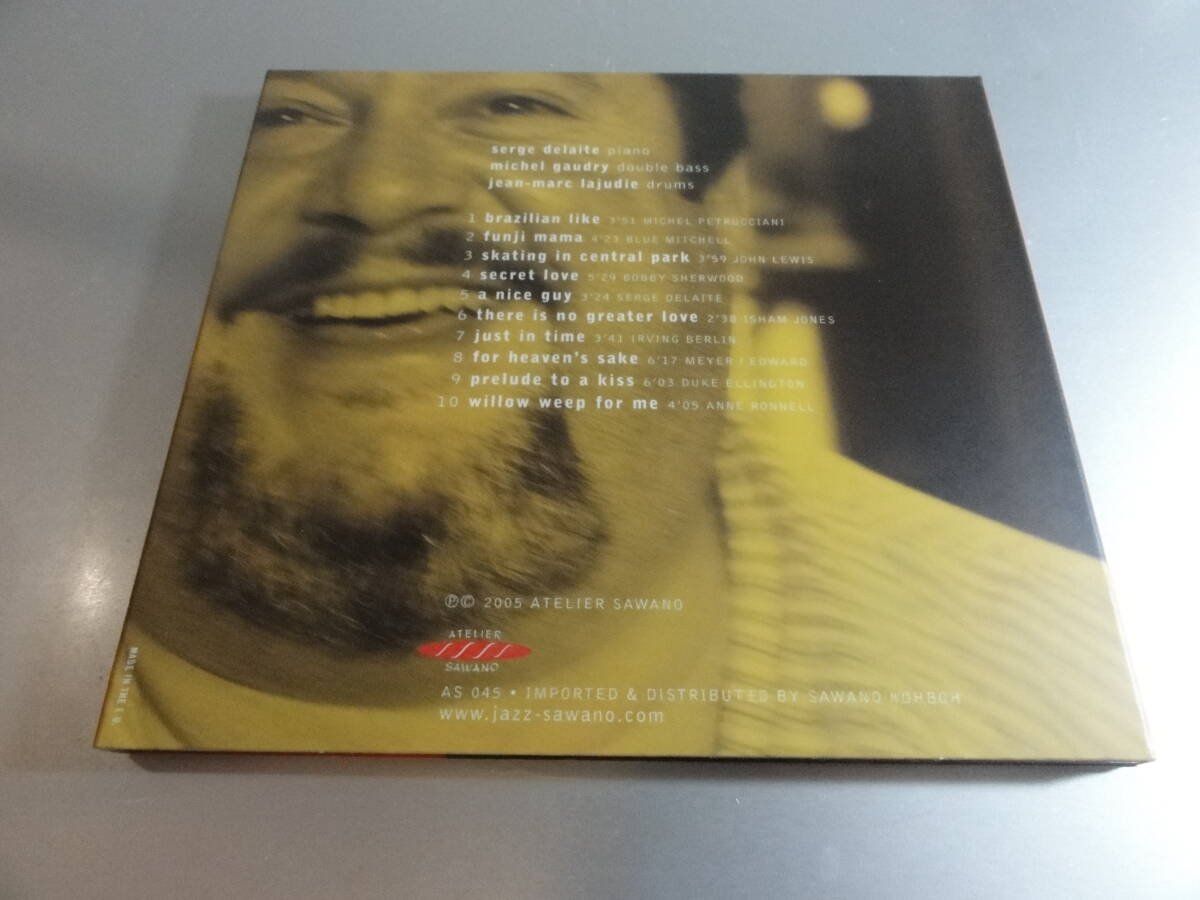 serge delaite piano
michel gaudry double bass
jean-marc lajudie drums
1 brazilian like 3'51 MICHEL PETRUCCIANI
2 funji mama 4'23 BLUE MITCHELL
3 skating in central park 3'59 JOHN LEWIS
4 secret love 5'29 BOBBY SHERWOOD
5 a nice guy 3'24 SERGE DELAITE
6 there is no greater love 2'38 ISHAM JONES
7 just in time 3'41 IRVING BERLIN
8 for heaven's sake 6'17 MEYER / EDWARD
9 prelude to a kiss 6'03 DUKE ELLINGTON
10 willow weep for me 4'05 ANNE RONNELL
℗© 2005 ATELIER SAWANO
ATELIER
SAWANO
AS 045 • IMPORTED & DISTRIBUTED BY SAWANO-KOHBOH
www.jazz-sawano.com
MADE IN THE E.U.